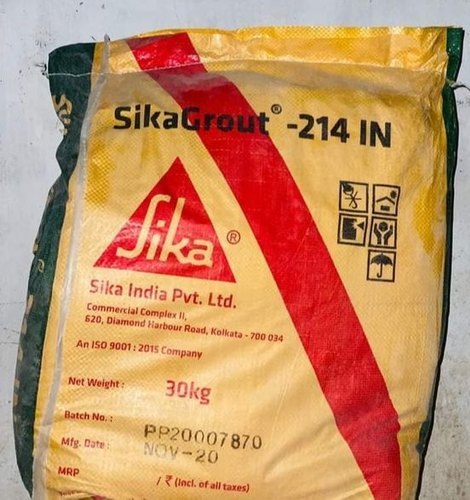 SikaGrout® -214 IN
Sika®
Sika India Pvt. Ltd.
Commercial Complex II,
620, Diamond Harbour Road, Kolkata - 700 034
An ISO 9001 : 2015 Company
Net Weight : 30kg
Batch No. : PP20007870
Mfg. Date : NOV-20
MRP / ₹ (Incl. of all taxes)